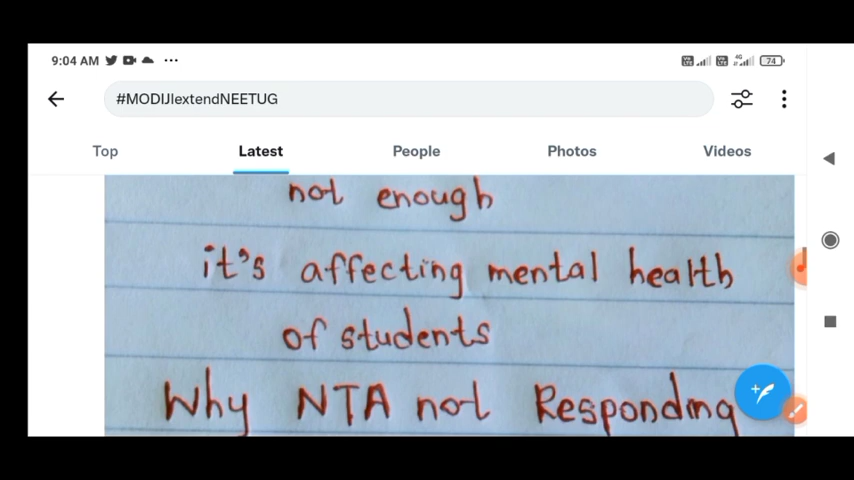 9:04 AM
4G
74
#MODIJIextendNEETUG
Top Latest People Photos Videos
not enough
it's affecting mental health
of students
Why NTA not Responding